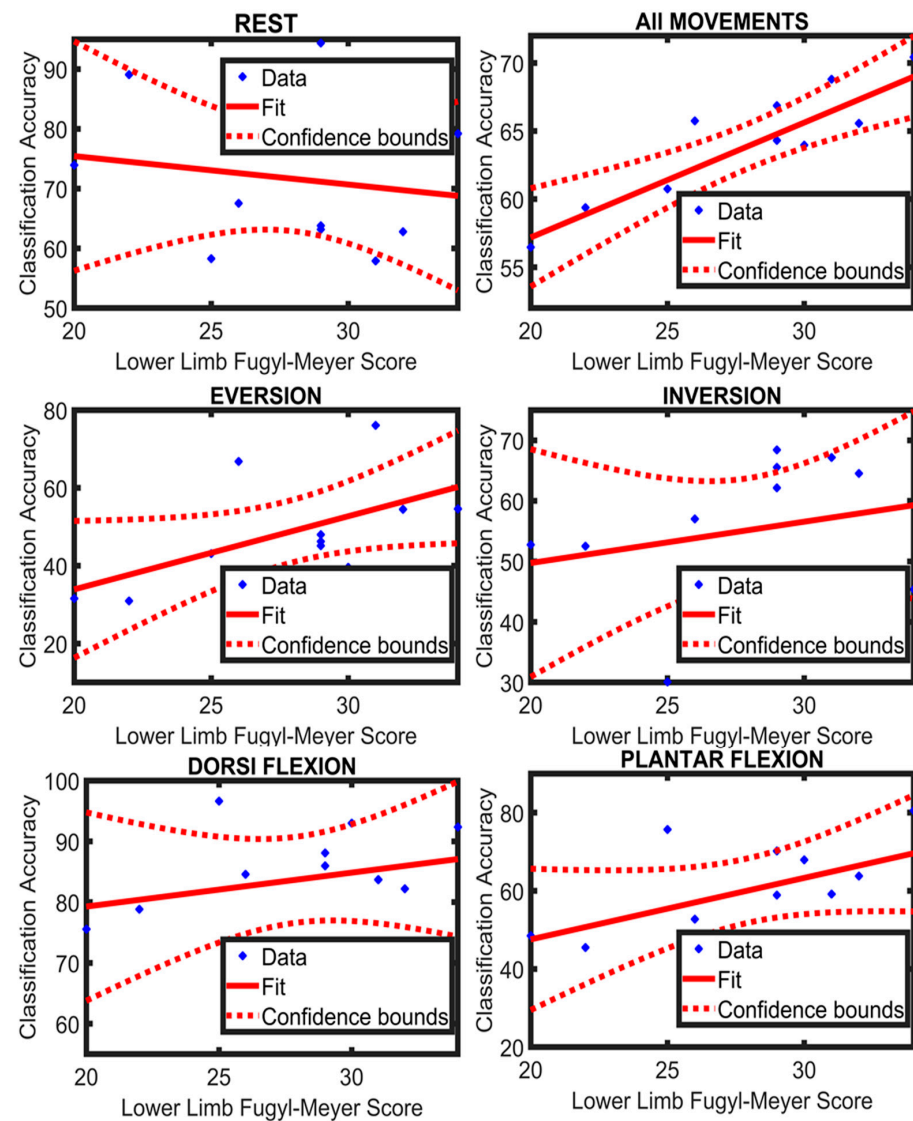 REST
Classification Accuracy
90
80
70
60
50
Data
Fit
Confidence bounds
20
25
30
Lower Limb Fugyl-Meyer Score
All MOVEMENTS
Classification Accuracy
70
65
60
55
Data
Fit
Confidence bounds
20
25
30
Lower Limb Fugyl-Meyer Score
EVERSION
Classification Accuracy
80
60
40
20
Data
Fit
Confidence bounds
20
25
30
Lower Limb Fugyl-Meyer Score
INVERSION
Classification Accuracy
70
60
50
40
30
Data
Fit
Confidence bounds
20
25
30
Lower Limb Fugyl-Meyer Score
DORSI FLEXION
Classification Accuracy
100
90
80
70
60
Data
Fit
Confidence bounds
20
25
30
Lower Limb Fugyl-Meyer Score
PLANTAR FLEXION
Classification Accuracy
80
60
40
20
Data
Fit
Confidence bounds
20
25
30
Lower Limb Fugyl-Meyer Score